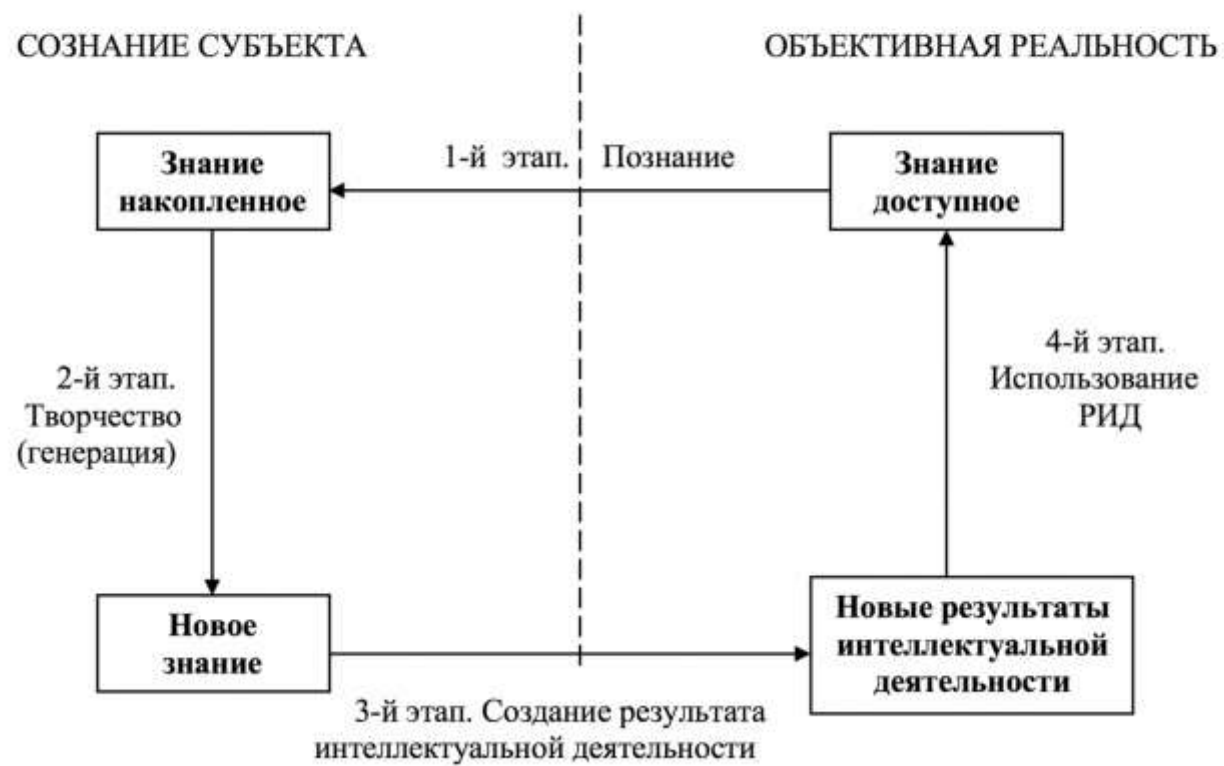 СОЗНАНИЕ СУБЪЕКТА
ОБЪЕКТИВНАЯ РЕАЛЬНОСТЬ
Знание
накопленное
1-й этап. Познание
Знание
доступное
2-й этап.
Творчество
(генерация)
4-й этап.
Использование
РИД
Новое
знание
Новые результаты
интеллектуальной
деятельности
3-й этап. Создание результата
интеллектуальной деятельности